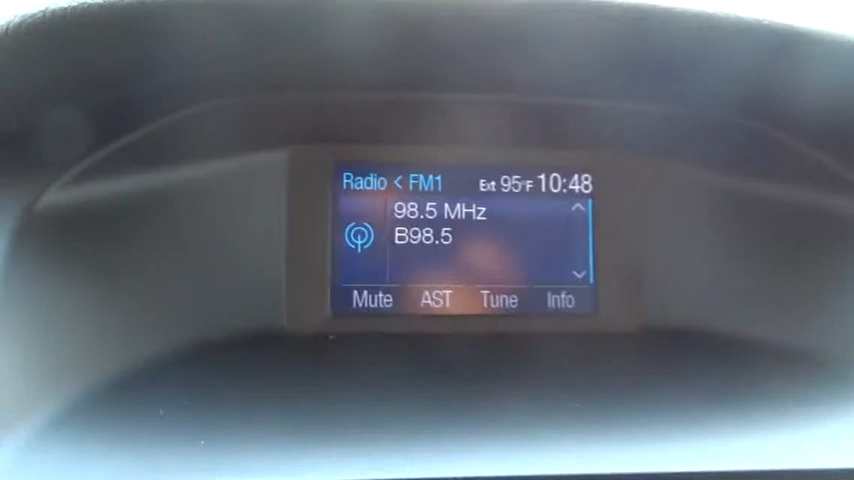 Radio < FM1 Ext 95°F 10:48
98.5 MHz
B98.5
Mute AST Tune Info